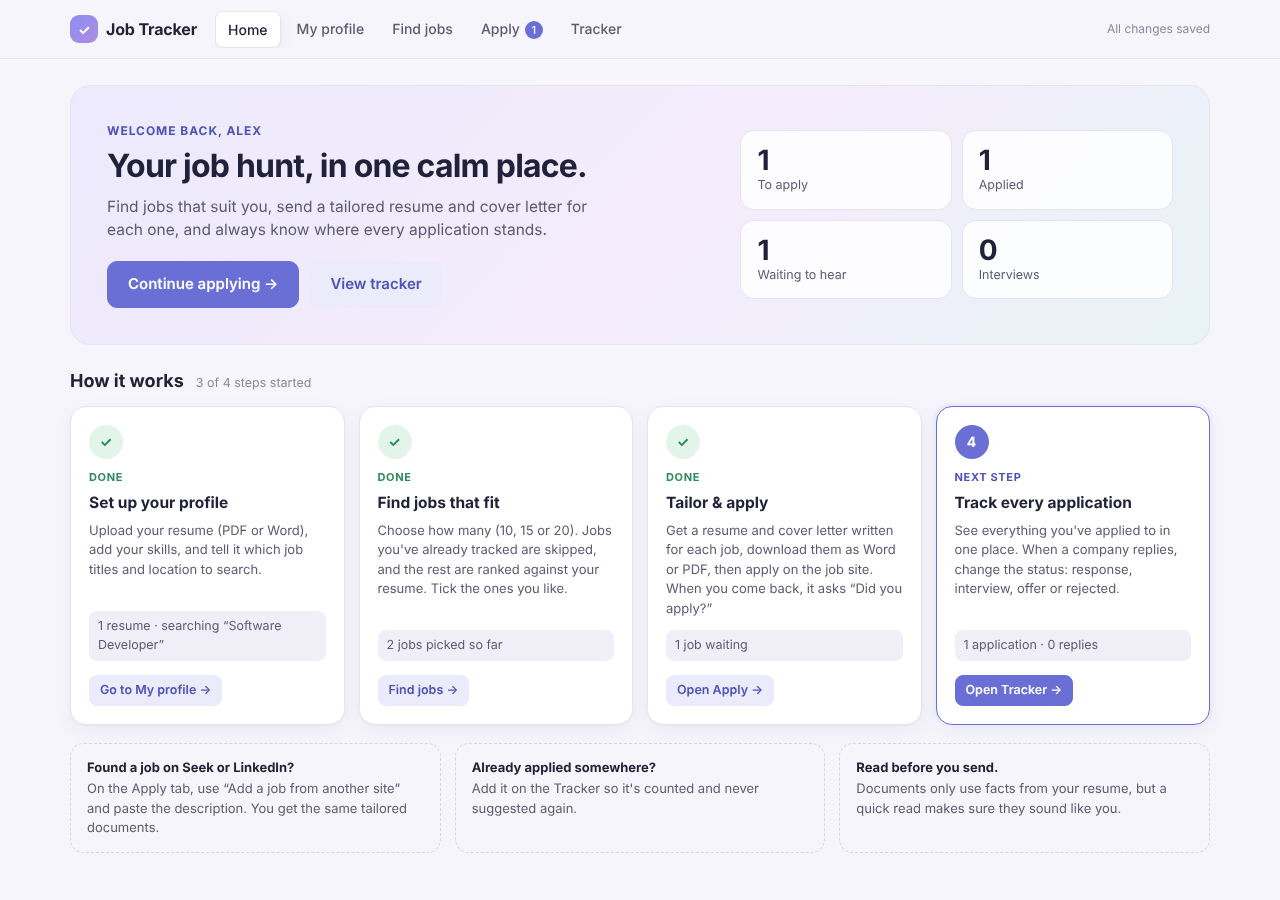 Job Tracker
Home
My profile
Find jobs
Apply 1
Tracker
All changes saved
WELCOME BACK, ALEX
Your job hunt, in one calm place.
Find jobs that suit you, send a tailored resume and cover letter for
each one, and always know where every application stands.
Continue applying →
View tracker
1
To apply
1
Applied
1
Waiting to hear
0
Interviews
How it works
3 of 4 steps started
DONE
Set up your profile
Upload your resume (PDF or Word),
add your skills, and tell it which job
titles and location to search.
1 resume · searching “Software
Developer”
Go to My profile →
DONE
Find jobs that fit
Choose how many (10, 15 or 20). Jobs
you've already tracked are skipped,
and the rest are ranked against your
resume. Tick the ones you like.
2 jobs picked so far
Find jobs →
DONE
Tailor & apply
Get a resume and cover letter written
for each job, download them as Word
or PDF, then apply on the job site.
When you come back, it asks “Did you
apply?”
1 job waiting
Open Apply →
4
NEXT STEP
Track every application
See everything you've applied to in
one place. When a company replies,
change the status: response,
interview, offer or rejected.
1 application · 0 replies
Open Tracker →
Found a job on Seek or LinkedIn?
On the Apply tab, use “Add a job from another site”
and paste the description. You get the same tailored
documents.
Already applied somewhere?
Add it on the Tracker so it's counted and never
suggested again.
Read before you send.
Documents only use facts from your resume, but a
quick read makes sure they sound like you.